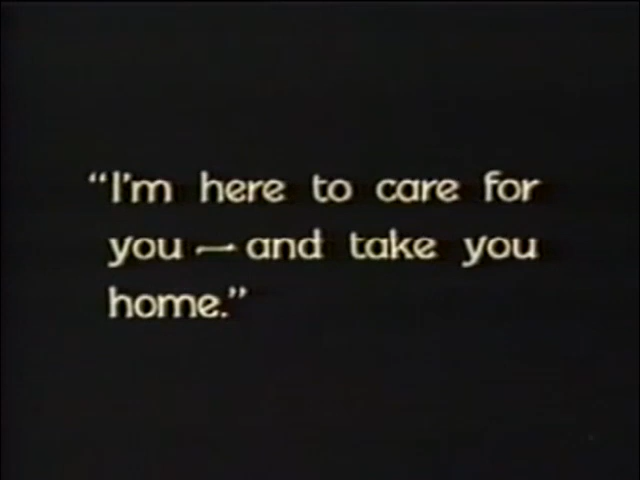 “I'm here to care for
you — and take you
home.”